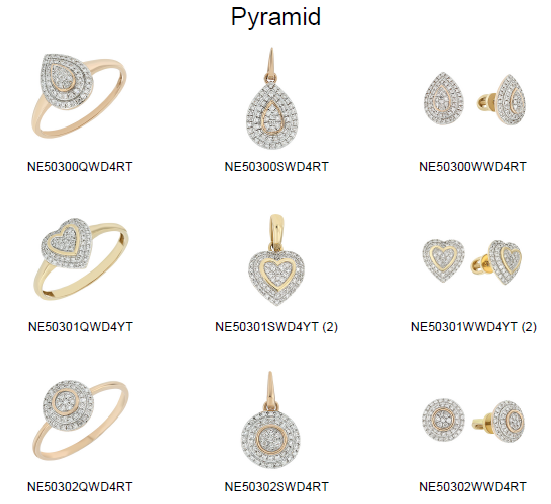 Pyramid
NE50300QWD4RT NE50300SWD4RT NE50300WWD4RT
NE50301QWD4YT NE50301SWD4YT (2) NE50301WWD4YT (2)
NE50302QWD4RT NE50302SWD4RT NE50302WWD4RT